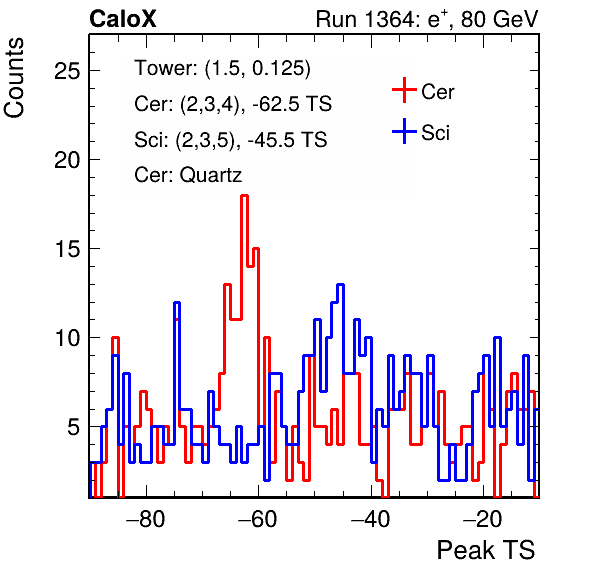 CaloX Run 1364: e⁺, 80 GeV
Counts
Tower: (1.5, 0.125)
Cer: (2,3,4), -62.5 TS
Sci: (2,3,5), -45.5 TS
Cer: Quartz
Cer
Sci
25
20
15
10
5
−80 −60 −40 −20
Peak TS